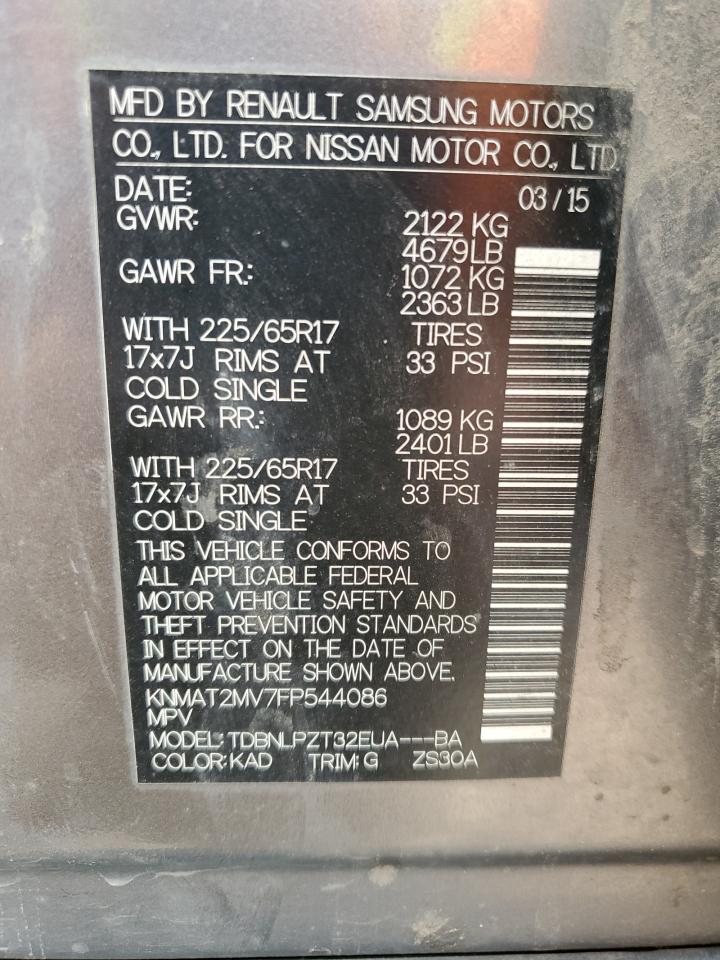 MFD BY RENAULT SAMSUNG MOTORS
CO., LTD. FOR NISSAN MOTOR CO., LTD
DATE: 03/15
GVWR: 2122 KG
4679 LB
GAWR FR.: 1072 KG
2363 LB
WITH 225/65R17 TIRES
17x7J RIMS AT 33 PSI
COLD SINGLE
GAWR RR.: 1089 KG
2401 LB
WITH 225/65R17 TIRES
17x7J RIMS AT 33 PSI
COLD SINGLE
THIS VEHICLE CONFORMS TO
ALL APPLICABLE FEDERAL
MOTOR VEHICLE SAFETY AND
THEFT PREVENTION STANDARDS
IN EFFECT ON THE DATE OF
MANUFACTURE SHOWN ABOVE.
KNMAT2MV7FP544086
MPV
MODEL: TDBNLPZT32EUA---BA
COLOR: KAD TRIM: G ZS30A